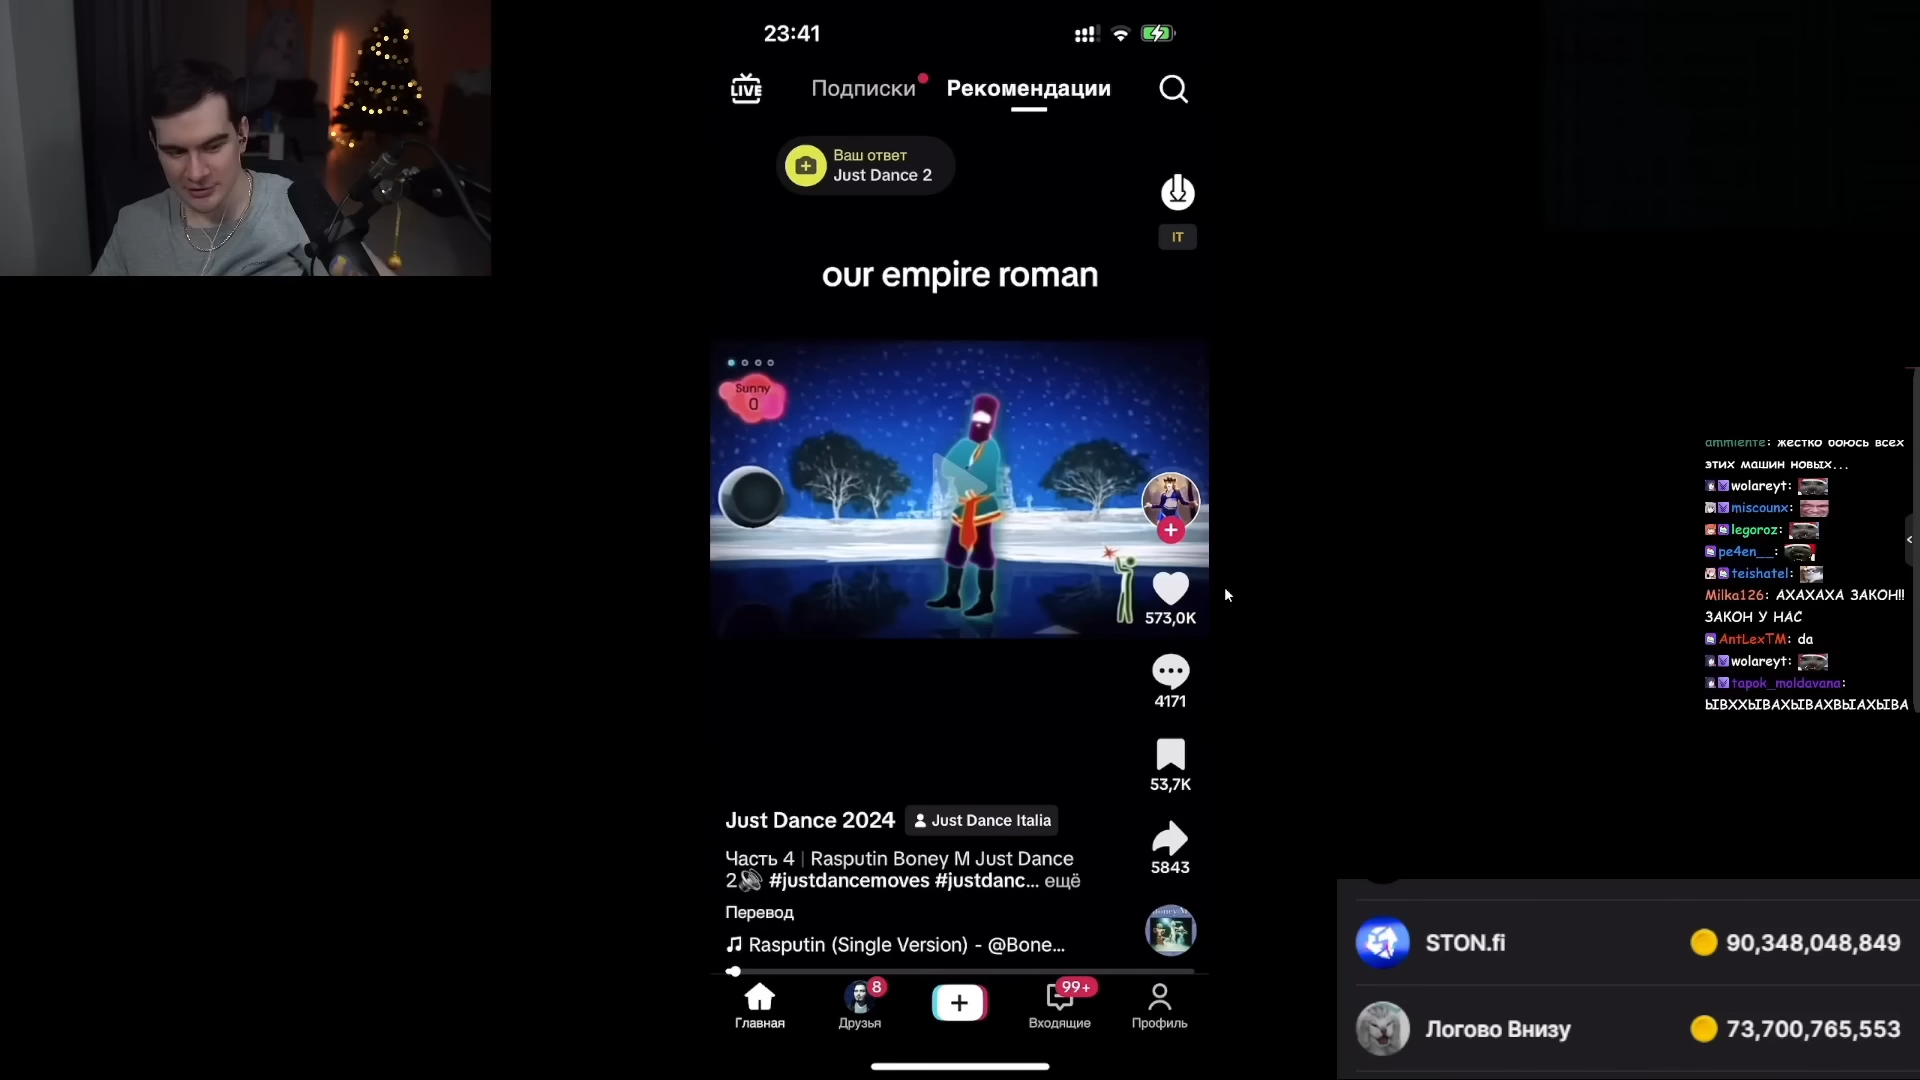 23:41
LIVE
Подписки
Рекомендации
Ваш ответ
Just Dance 2
IT
our empire roman
Sunny
0
573,0K
4171
53,7K
5843
Just Dance 2024
Just Dance Italia
Часть 4 | Rasputin Boney M Just Dance
2 #justdancemoves #justdanc... ещё
Перевод
Rasputin (Single Version) - @Bone...
8
99+
Главная
Друзья
Входящие
Профиль
ammiente: жестко боюсь всех
этих машин новых...
wolareyt:
miscounx:
legoroz:
pe4en__:
teishatel:
Milka126: АХАХАХА ЗАКОН!!
ЗАКОН У НАС
AntLexTM: da
wolareyt:
tapok_moldavana:
ЫВХХЫВАХЫВАХВЫАХЫВА
STON.fi
90,348,048,849
Логово Внизу
73,700,765,553